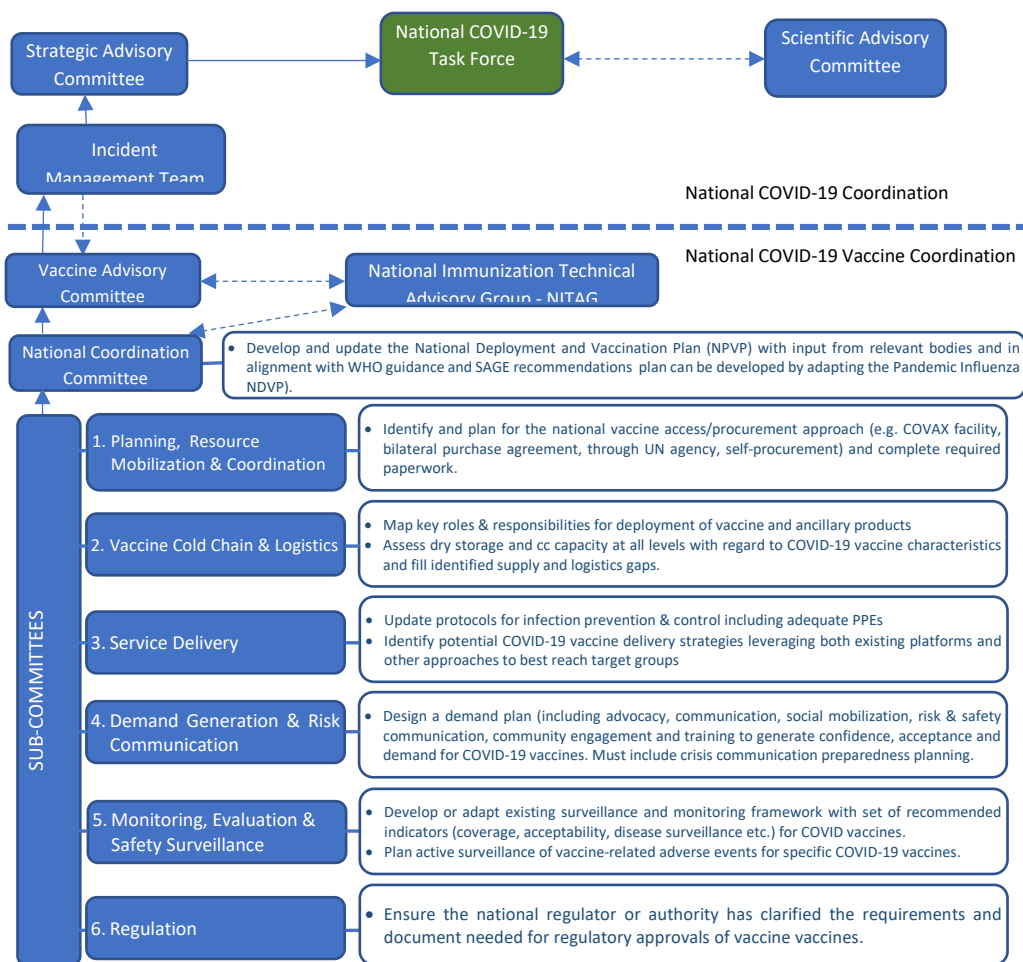 Strategic Advisory
Committee
National COVID-19
Task Force
Scientific Advisory
Committee
Incident
Management Team
National COVID-19 Coordination
National COVID-19 Vaccine Coordination
Vaccine Advisory
Committee
National Immunization Technical
Advisory Group - NITAG
National Coordination
Committee
• Develop and update the National Deployment and Vaccination Plan (NPVP) with input from relevant bodies and in
alignment with WHO guidance and SAGE recommendations plan can be developed by adapting the Pandemic Influenza
NDVP).
SUB-COMMITTEES
1. Planning, Resource
Mobilization & Coordination
• Identify and plan for the national vaccine access/procurement approach (e.g. COVAX facility,
bilateral purchase agreement, through UN agency, self-procurement) and complete required
paperwork.
2. Vaccine Cold Chain & Logistics
• Map key roles & responsibilities for deployment of vaccine and ancillary products
• Assess dry storage and cc capacity at all levels with regard to COVID-19 vaccine characteristics
and fill identified supply and logistics gaps.
3. Service Delivery
• Update protocols for infection prevention & control including adequate PPEs
• Identify potential COVID-19 vaccine delivery strategies leveraging both existing platforms and
other approaches to best reach target groups
4. Demand Generation & Risk
Communication
• Design a demand plan (including advocacy, communication, social mobilization, risk & safety
communication, community engagement and training to generate confidence, acceptance and
demand for COVID-19 vaccines. Must include crisis communication preparedness planning.
5. Monitoring, Evaluation &
Safety Surveillance
• Develop or adapt existing surveillance and monitoring framework with set of recommended
indicators (coverage, acceptability, disease surveillance etc.) for COVID vaccines.
• Plan active surveillance of vaccine-related adverse events for specific COVID-19 vaccines.
6. Regulation
• Ensure the national regulator or authority has clarified the requirements and
document needed for regulatory approvals of vaccine vaccines.